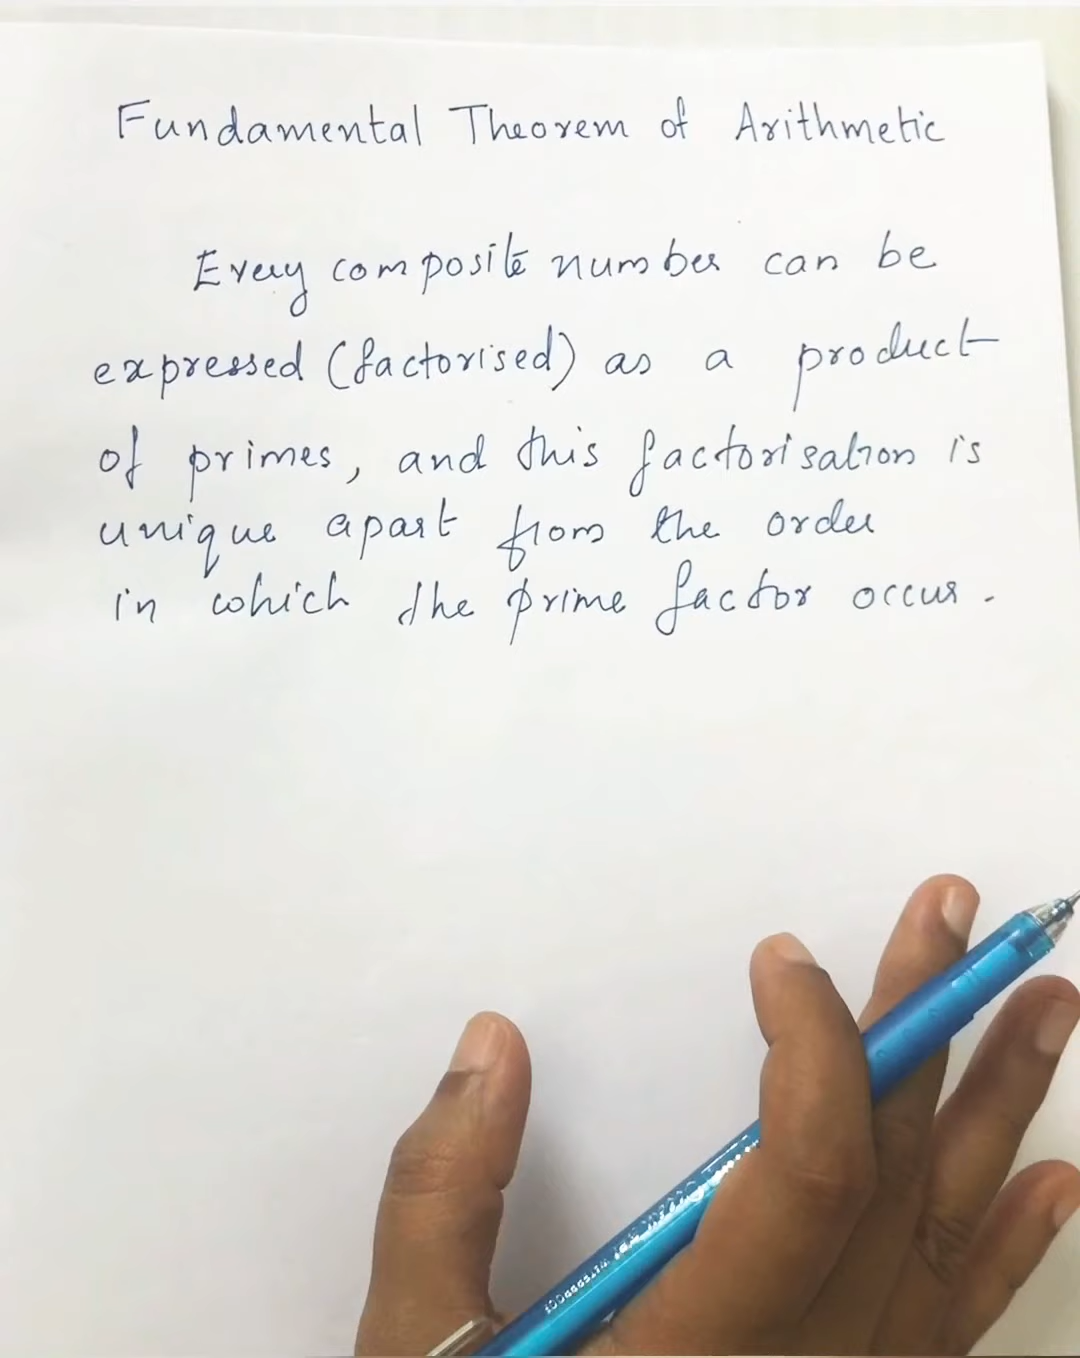 Fundamental Theorem of Arithmetic
Every composite number can be
expressed (factorised) as a product
of primes, and this factorisation is
unique apart from the order
in which the prime factor occur.